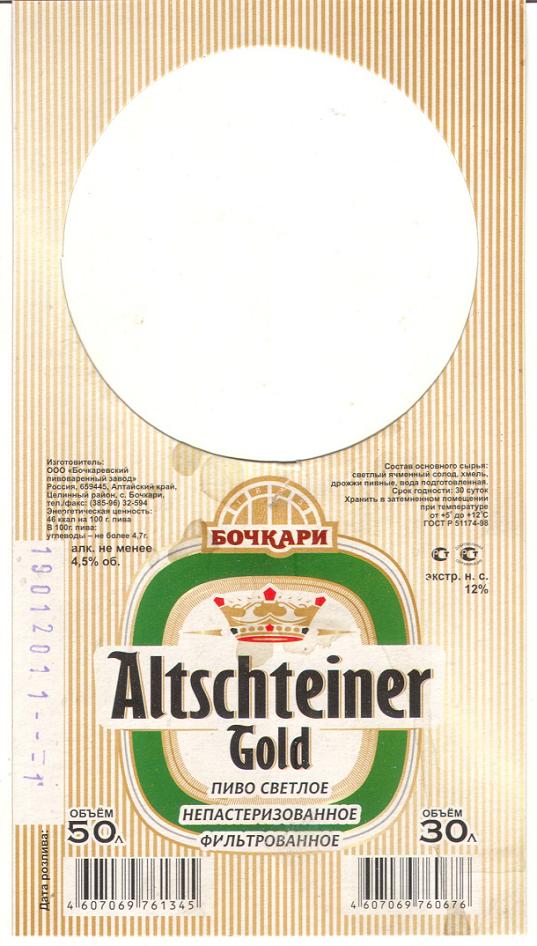 Изготовитель:
ООО «Бочкаревский
пивоваренный завод»
Россия, 659445, Алтайский край,
Целинный район, с. Бочкари,
тел./факс: (385-96) 32-594
Энергетическая ценность:
46 ккал на 100 г. пива
В 100г. пива:
углеводы – не более 4,7г.
алк. не менее
4,5% об.
Состав основного сырья:
светлый ячменный солод, хмель,
дрожжи пивные, вода подготовленная.
Срок годности: 30 суток
Хранить в затемненном помещении
при температуре
от +5° до +12°С
ГОСТ Р 51174-98
экстр. н. с.
12%
БОЧКАРИ
Altschteiner
Gold
ПИВО СВЕТЛОЕ
НЕПАСТЕРИЗОВАННОЕ
ФИЛЬТРОВАННОЕ
ОБЪЁМ
50л
ОБЪЁМ
30л
Дата розлива:
19012011
4 607069 761345
4 607069 760676